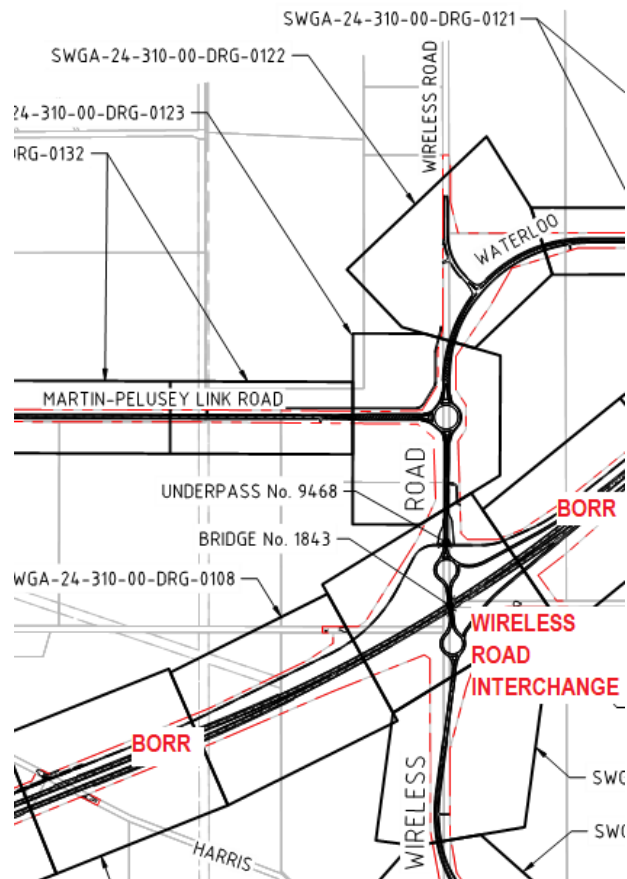 SWGA-24-310-00-DRG-0121
SWGA-24-310-00-DRG-0122
24-310-00-DRG-0123
DRG-0132
WIRELESS ROAD
WATERLOO
MARTIN-PELUSEY LINK ROAD
ROAD
UNDERPASS No. 9468
BORR
BRIDGE No. 1843
WGA-24-310-00-DRG-0108
WIRELESS
ROAD
INTERCHANGE
BORR
SWG
WIRELESS
SWG
HARRIS